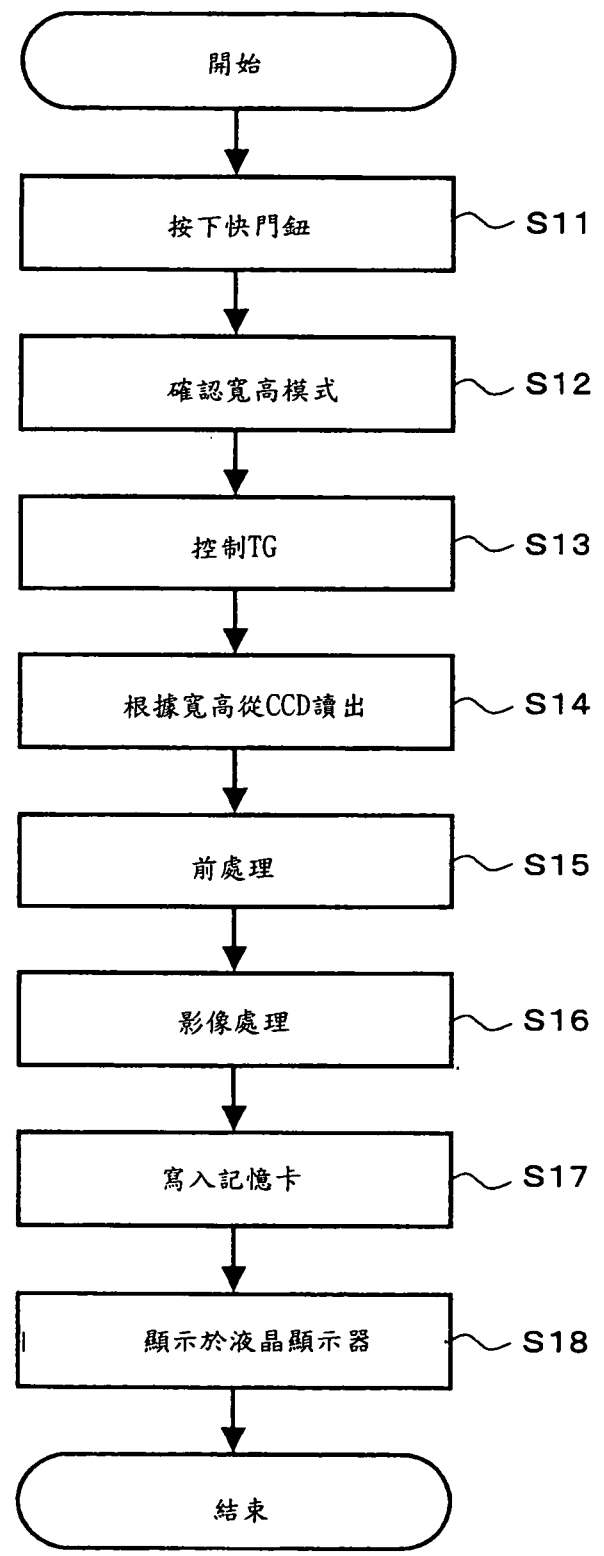 開始
按下快門鈕 S11
確認寬高模式 S12
控制TG S13
根據寬高從CCD讀出 S14
前處理 S15
影像處理 S16
寫入記憶卡 S17
顯示於液晶顯示器 S18
結束